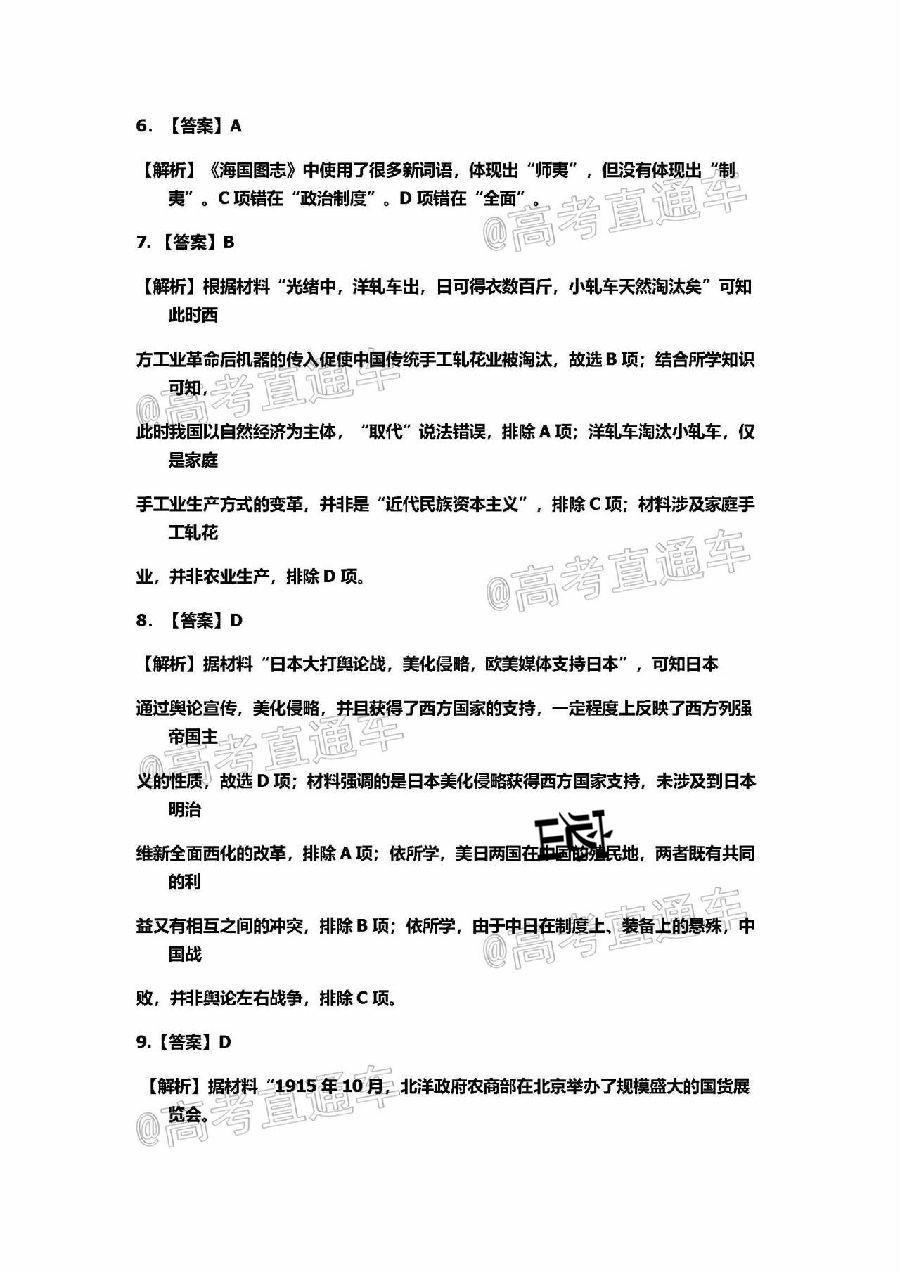 6. 【答案】A
【解析】《海国图志》中使用了很多新词语，体现出“师夷”，但没有体现出“制
夷”。C 项错在“政治制度”。D 项错在“全面”。
@高考直通车
7.【答案】B
【解析】根据材料“光绪中，洋轧车出，日可得衣数百斤，小轧车天然淘汰矣”可知
此时西
方工业革命后机器的传入促使中国传统手工轧花业被淘汰，故选 B 项；结合所学知识
可知，
@高考直通车
此时我国以自然经济为主体，“取代”说法错误，排除 A 项；洋轧车淘汰小轧车，仅
是家庭
手工业生产方式的变革，并非是“近代民族资本主义”，排除 C 项；材料涉及家庭手
工轧花
业，并非农业生产，排除 D 项。
@高考直通车
8. 【答案】D
【解析】据材料“日本大打舆论战，美化侵略，欧美媒体支持日本”，可知日本
通过舆论宣传，美化侵略，并且获得了西方国家的支持，一定程度上反映了西方列强
帝国主
@高考直通车
义的性质，故选 D 项；材料强调的是日本美化侵略获得西方国家支持，未涉及到日本
明治
维新全面西化的改革，排除 A 项；依所学，美日两国在中国的殖民地，两者既有共同
的利
益又有相互之间的冲突，排除 B 项；依所学，由于中日在制度上、装备上的悬殊，中
国战
@高考直通车
败，并非舆论左右战争，排除 C 项。
9.【答案】D
【解析】据材料“1915 年 10 月，北洋政府农商部在北京举办了规模盛大的国货展
览会。
@高考直通车